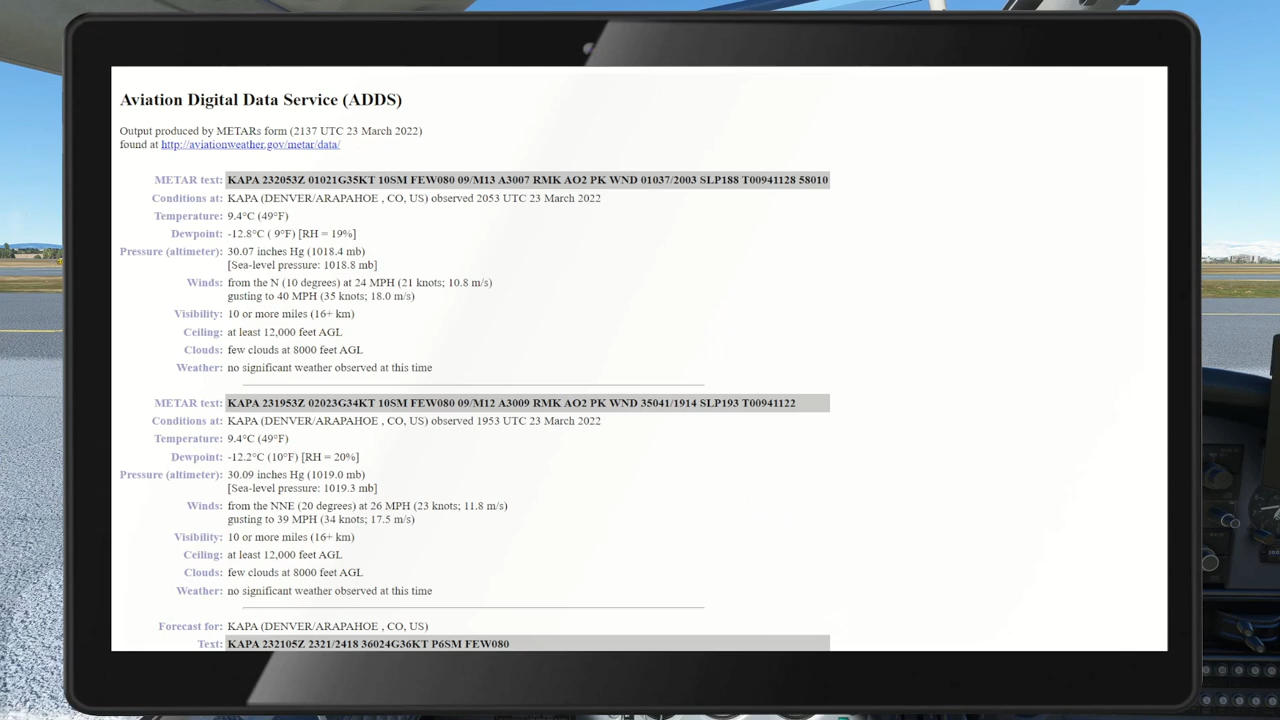 Aviation Digital Data Service (ADDS)
Output produced by METARs form (2137 UTC 23 March 2022)
found at http://aviationweather.gov/metar/data/
METAR text: KAPA 232053Z 01021G35KT 10SM FEW080 09/M13 A3007 RMK AO2 PK WND 01037/2003 SLP188 T00941128 58010
Conditions at: KAPA (DENVER/ARAPAHOE , CO, US) observed 2053 UTC 23 March 2022
Temperature: 9.4°C (49°F)
Dewpoint: -12.8°C ( 9°F) [RH = 19%]
Pressure (altimeter): 30.07 inches Hg (1018.4 mb)
[Sea-level pressure: 1018.8 mb]
Winds: from the N (10 degrees) at 24 MPH (21 knots; 10.8 m/s)
gusting to 40 MPH (35 knots; 18.0 m/s)
Visibility: 10 or more miles (16+ km)
Ceiling: at least 12,000 feet AGL
Clouds: few clouds at 8000 feet AGL
Weather: no significant weather observed at this time
METAR text: KAPA 231953Z 02023G34KT 10SM FEW080 09/M12 A3009 RMK AO2 PK WND 35041/1914 SLP193 T00941122
Conditions at: KAPA (DENVER/ARAPAHOE , CO, US) observed 1953 UTC 23 March 2022
Temperature: 9.4°C (49°F)
Dewpoint: -12.2°C (10°F) [RH = 20%]
Pressure (altimeter): 30.09 inches Hg (1019.0 mb)
[Sea-level pressure: 1019.3 mb]
Winds: from the NNE (20 degrees) at 26 MPH (23 knots; 11.8 m/s)
gusting to 39 MPH (34 knots; 17.5 m/s)
Visibility: 10 or more miles (16+ km)
Ceiling: at least 12,000 feet AGL
Clouds: few clouds at 8000 feet AGL
Weather: no significant weather observed at this time
Forecast for: KAPA (DENVER/ARAPAHOE , CO, US)
Text: KAPA 232105Z 2321/2418 36024G36KT P6SM FEW080